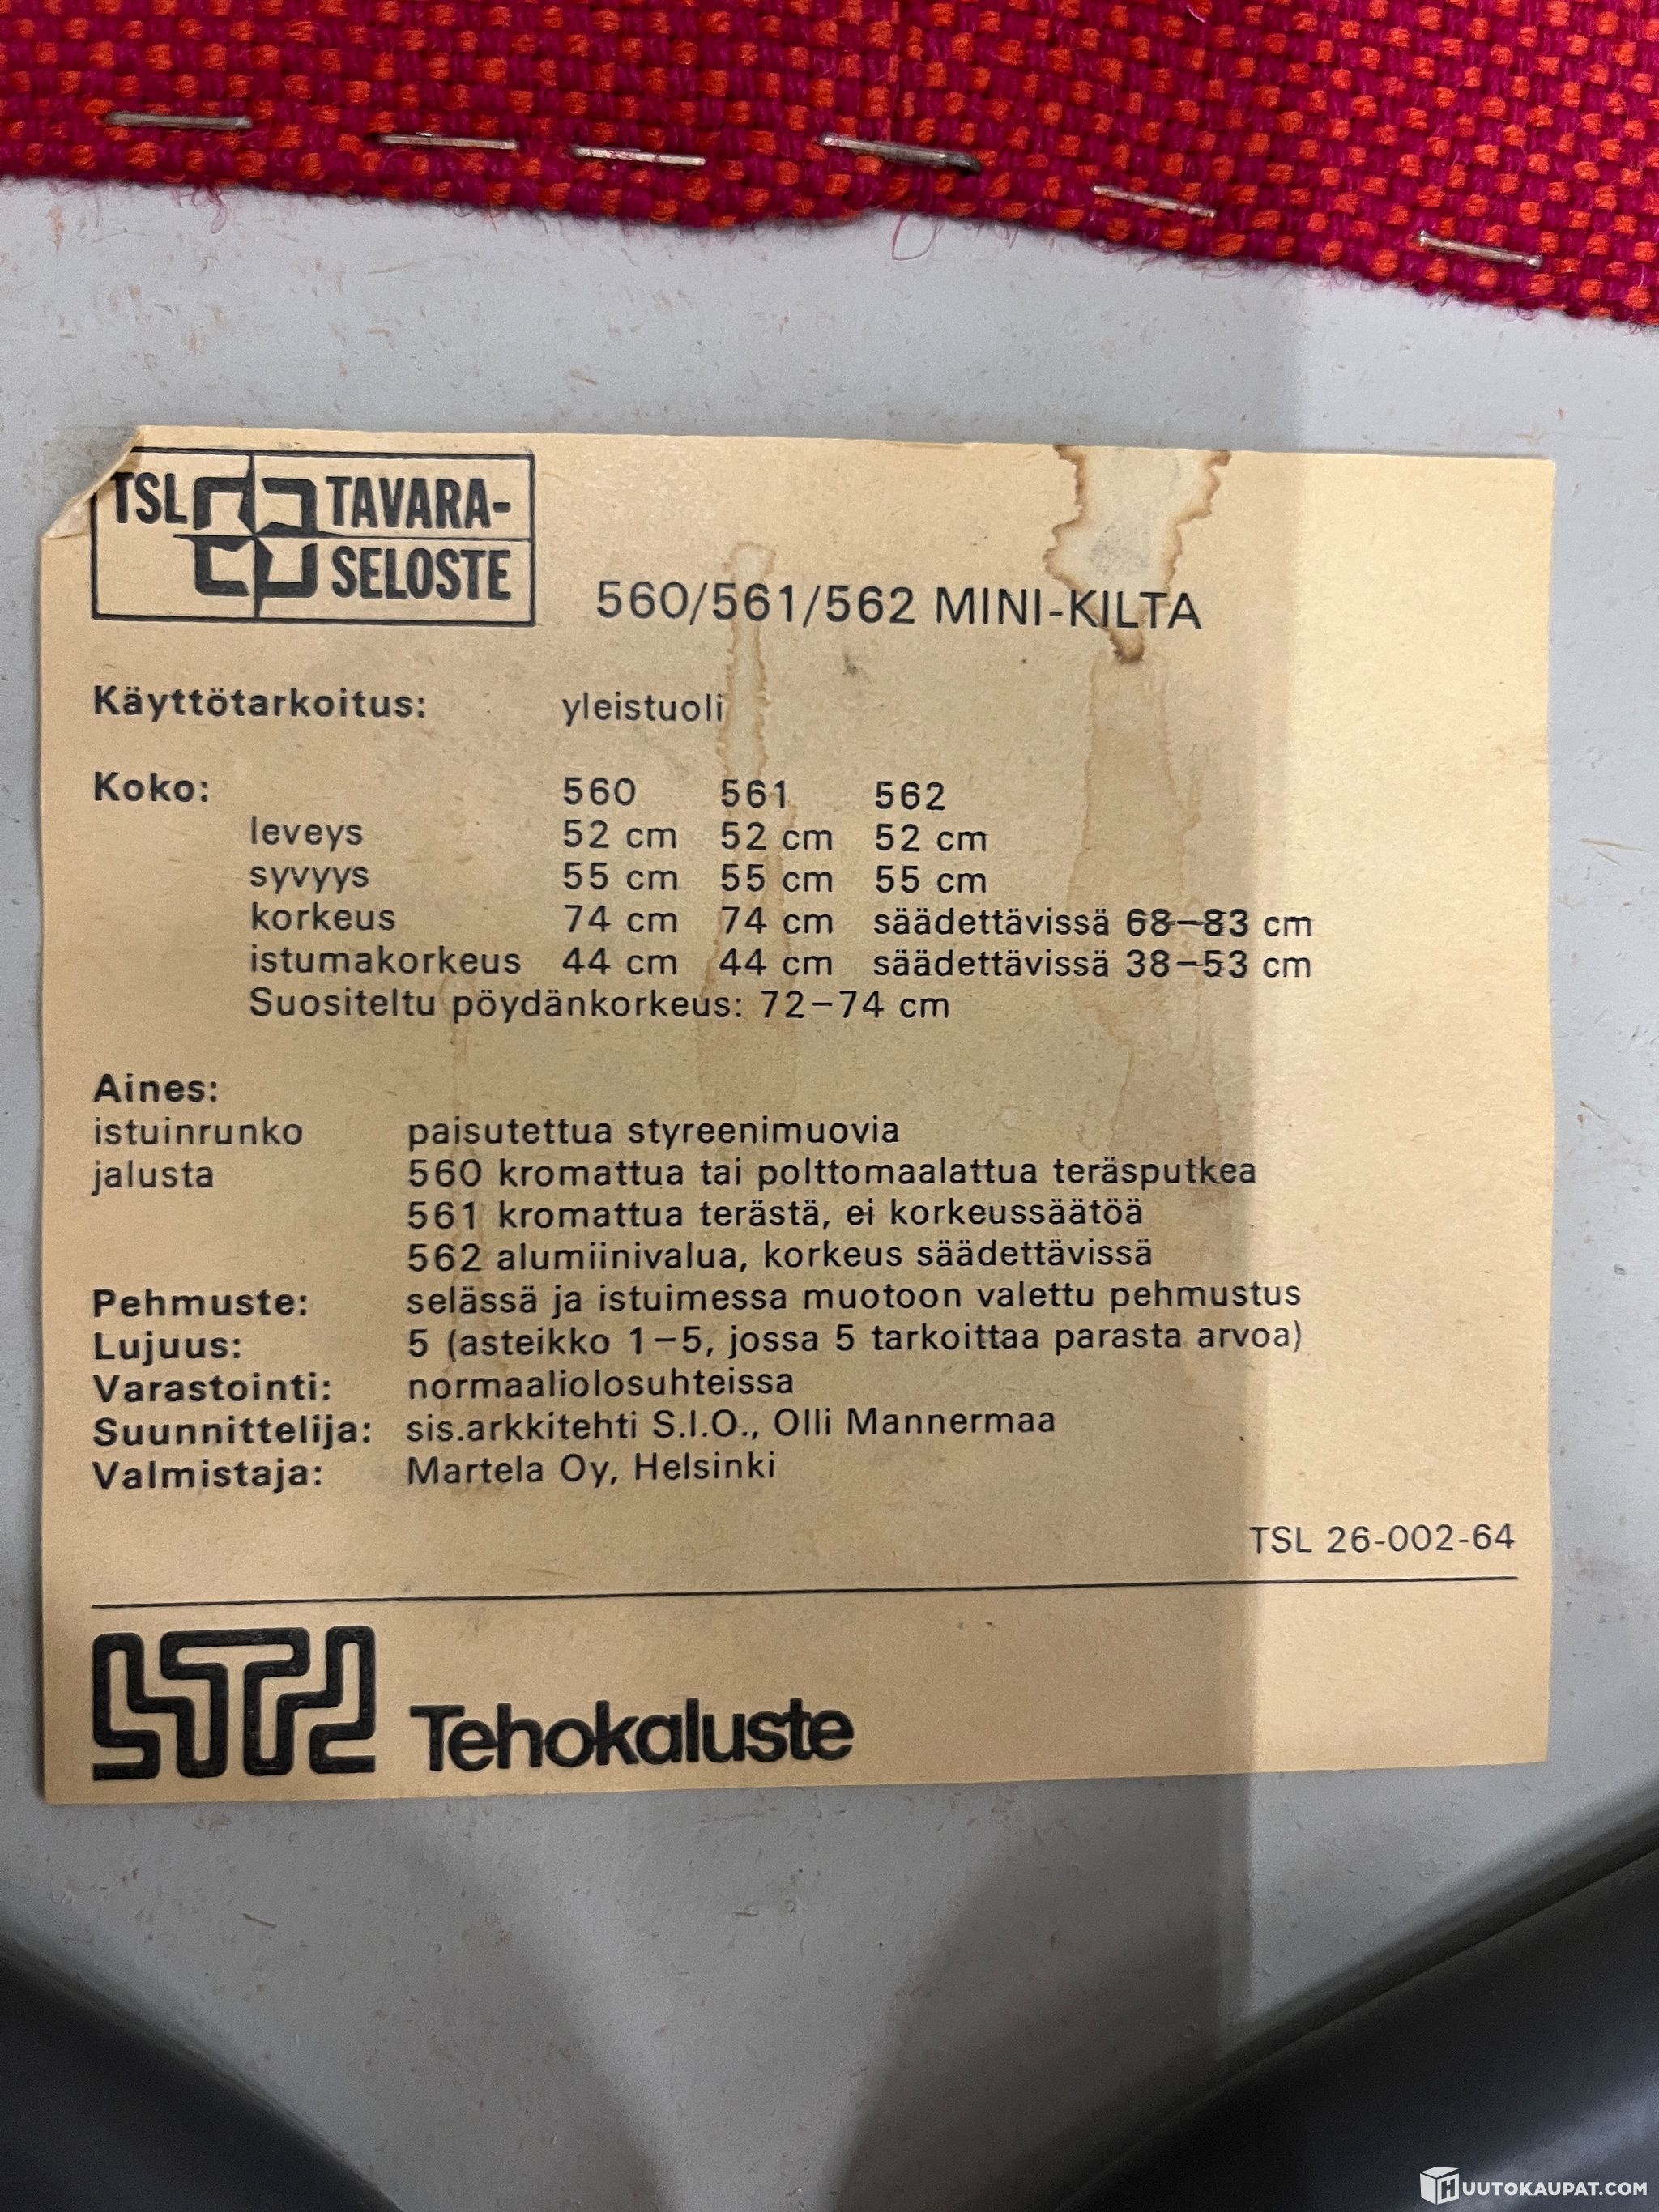 TSL TAVARA-
SELOSTE
560/561/562 MINI-KILTA
Käyttötarkoitus: yleistuoli
Koko: 560 561 562
leveys 52 cm 52 cm 52 cm
syvyys 55 cm 55 cm 55 cm
korkeus 74 cm 74 cm säädettävissä 68–83 cm
istumakorkeus 44 cm 44 cm säädettävissä 38–53 cm
Suositeltu pöydänkorkeus: 72–74 cm
Aines:
istuinrunko paisutettua styreenimuovia
jalusta 560 kromattua tai polttomaalattua teräsputkea
561 kromattua terästä, ei korkeussäätöä
562 alumiinivalua, korkeus säädettävissä
Pehmuste: selässä ja istuimessa muotoon valettu pehmustus
Lujuus: 5 (asteikko 1–5, jossa 5 tarkoittaa parasta arvoa)
Varastointi: normaaliolosuhteissa
Suunnittelija: sis.arkkitehti S.I.O., Olli Mannermaa
Valmistaja: Martela Oy, Helsinki
TSL 26-002-64
Tehokaluste
HUUTOKAUPAT.COM